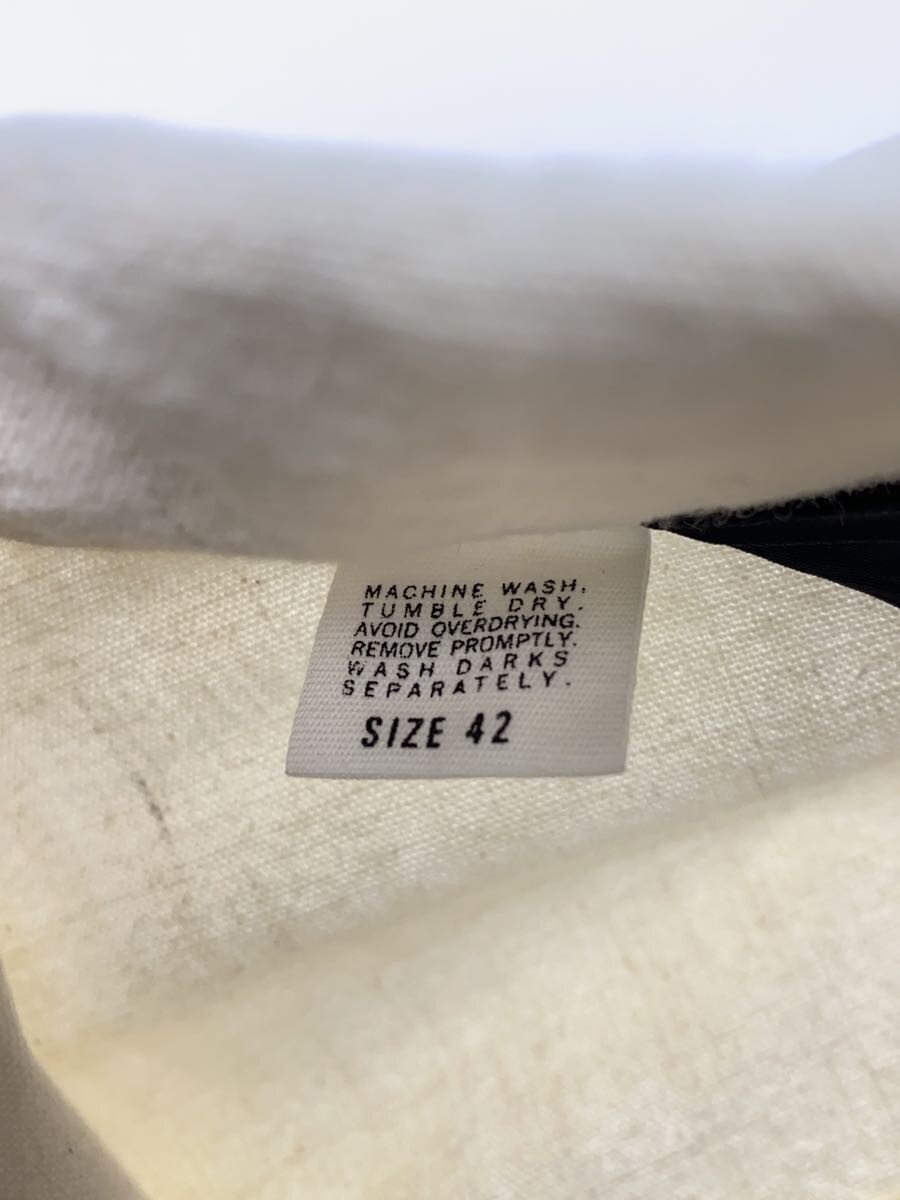 MACHINE WASH.
TUMBLE DRY.
AVOID OVERDRYING.
REMOVE PROMPTLY.
WASH DARKS
SEPARATELY.
SIZE 42